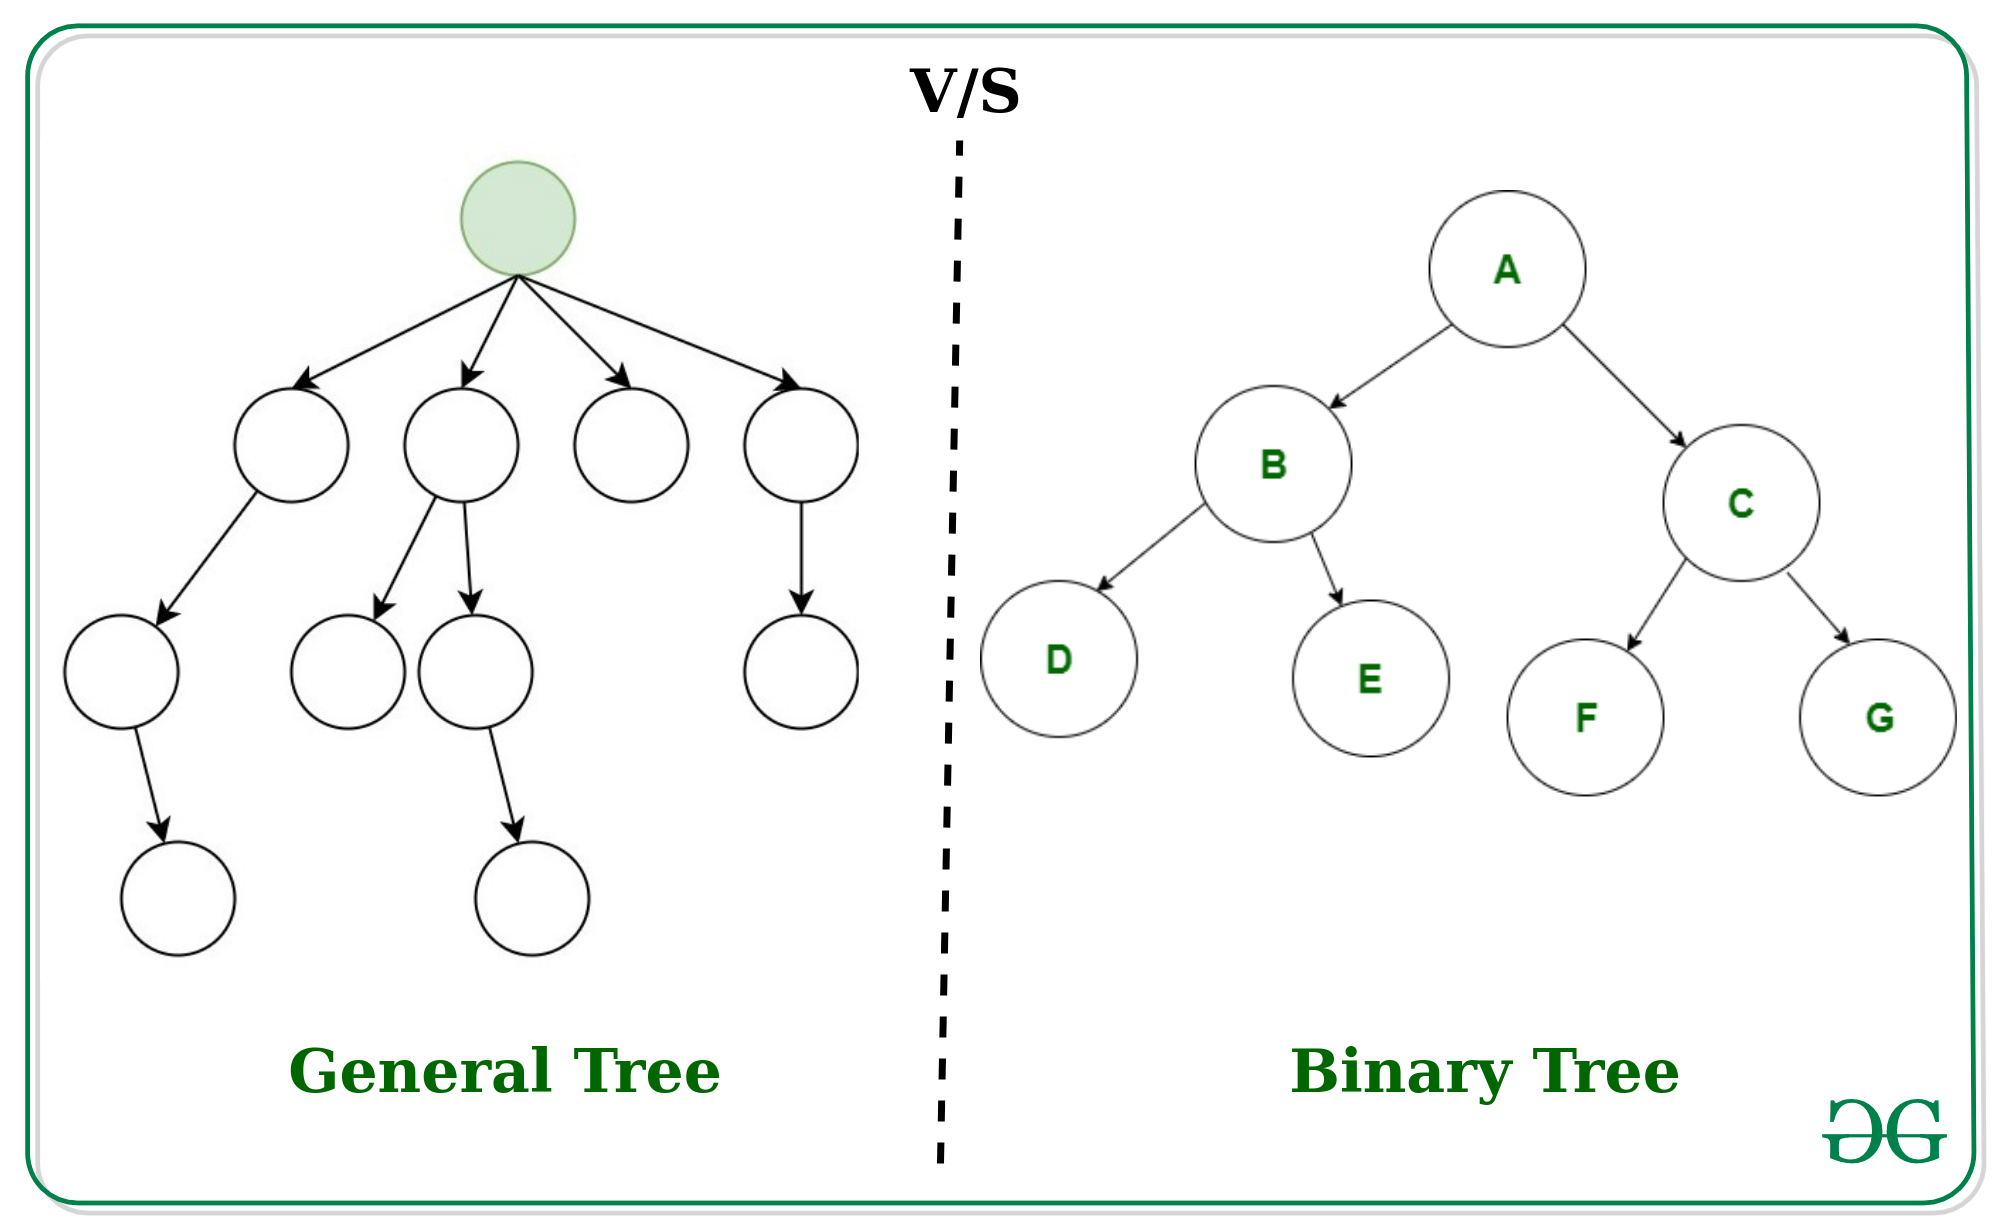 V/S
A
B
C
D
E
F
G
General Tree
Binary Tree